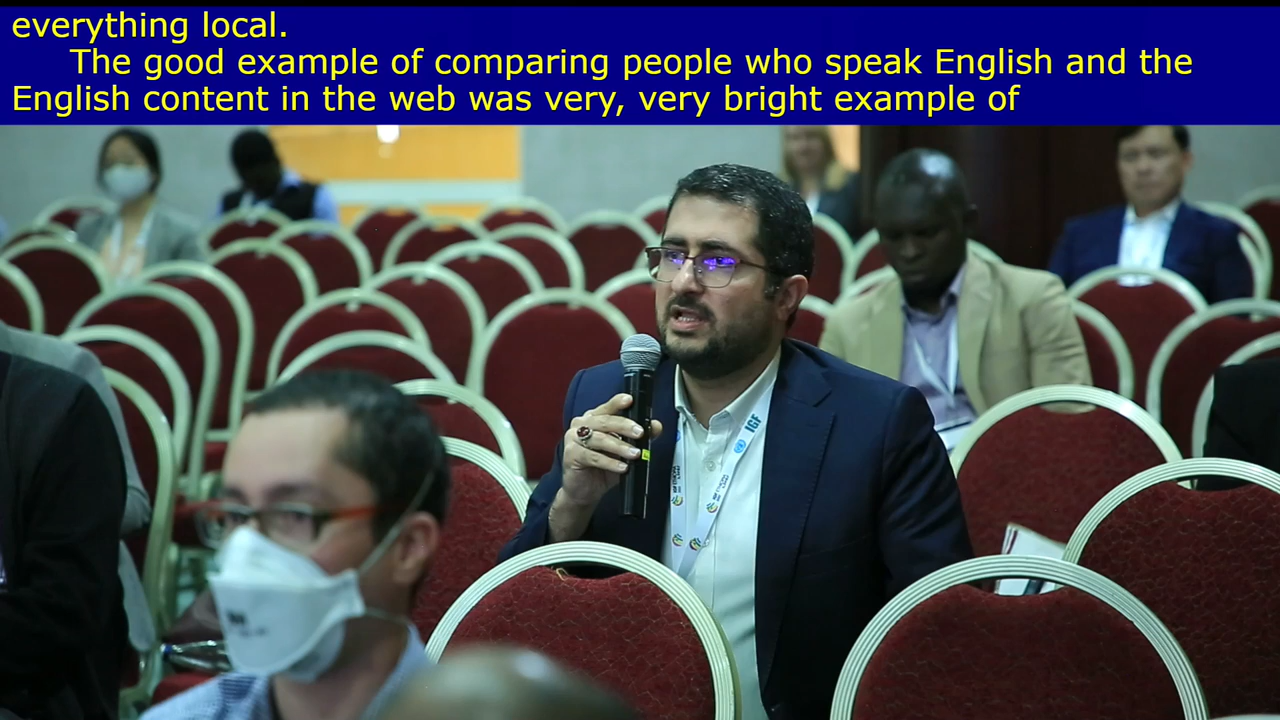 everything local.
The good example of comparing people who speak English and the
English content in the web was very, very bright example of
IGF